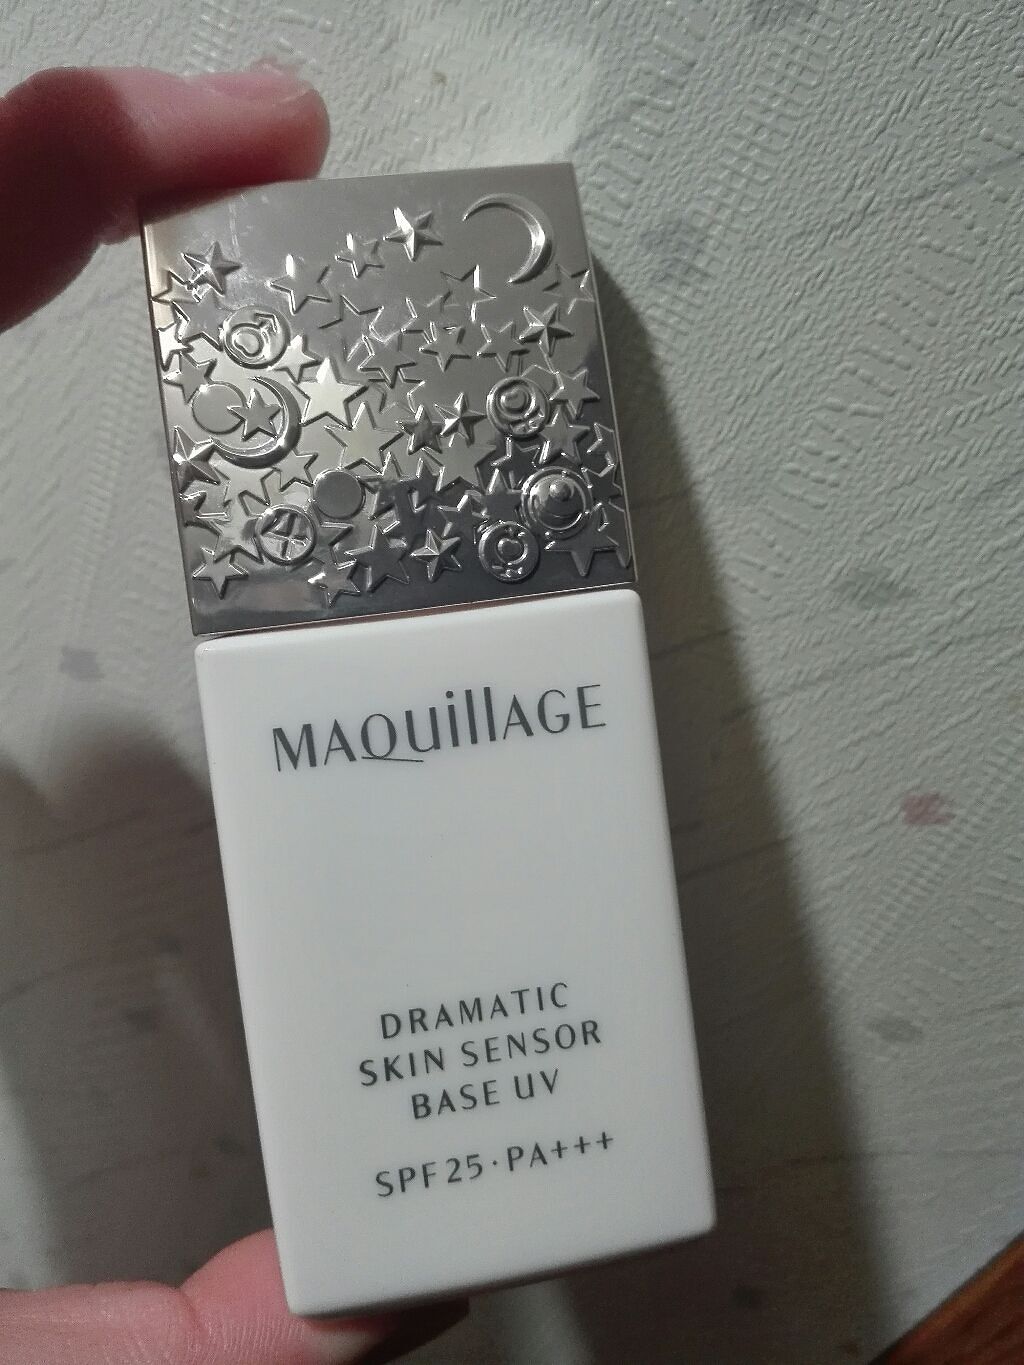 MAQuillAGE
DRAMATIC
SKIN SENSOR
BASE UV
SPF25·PA+++